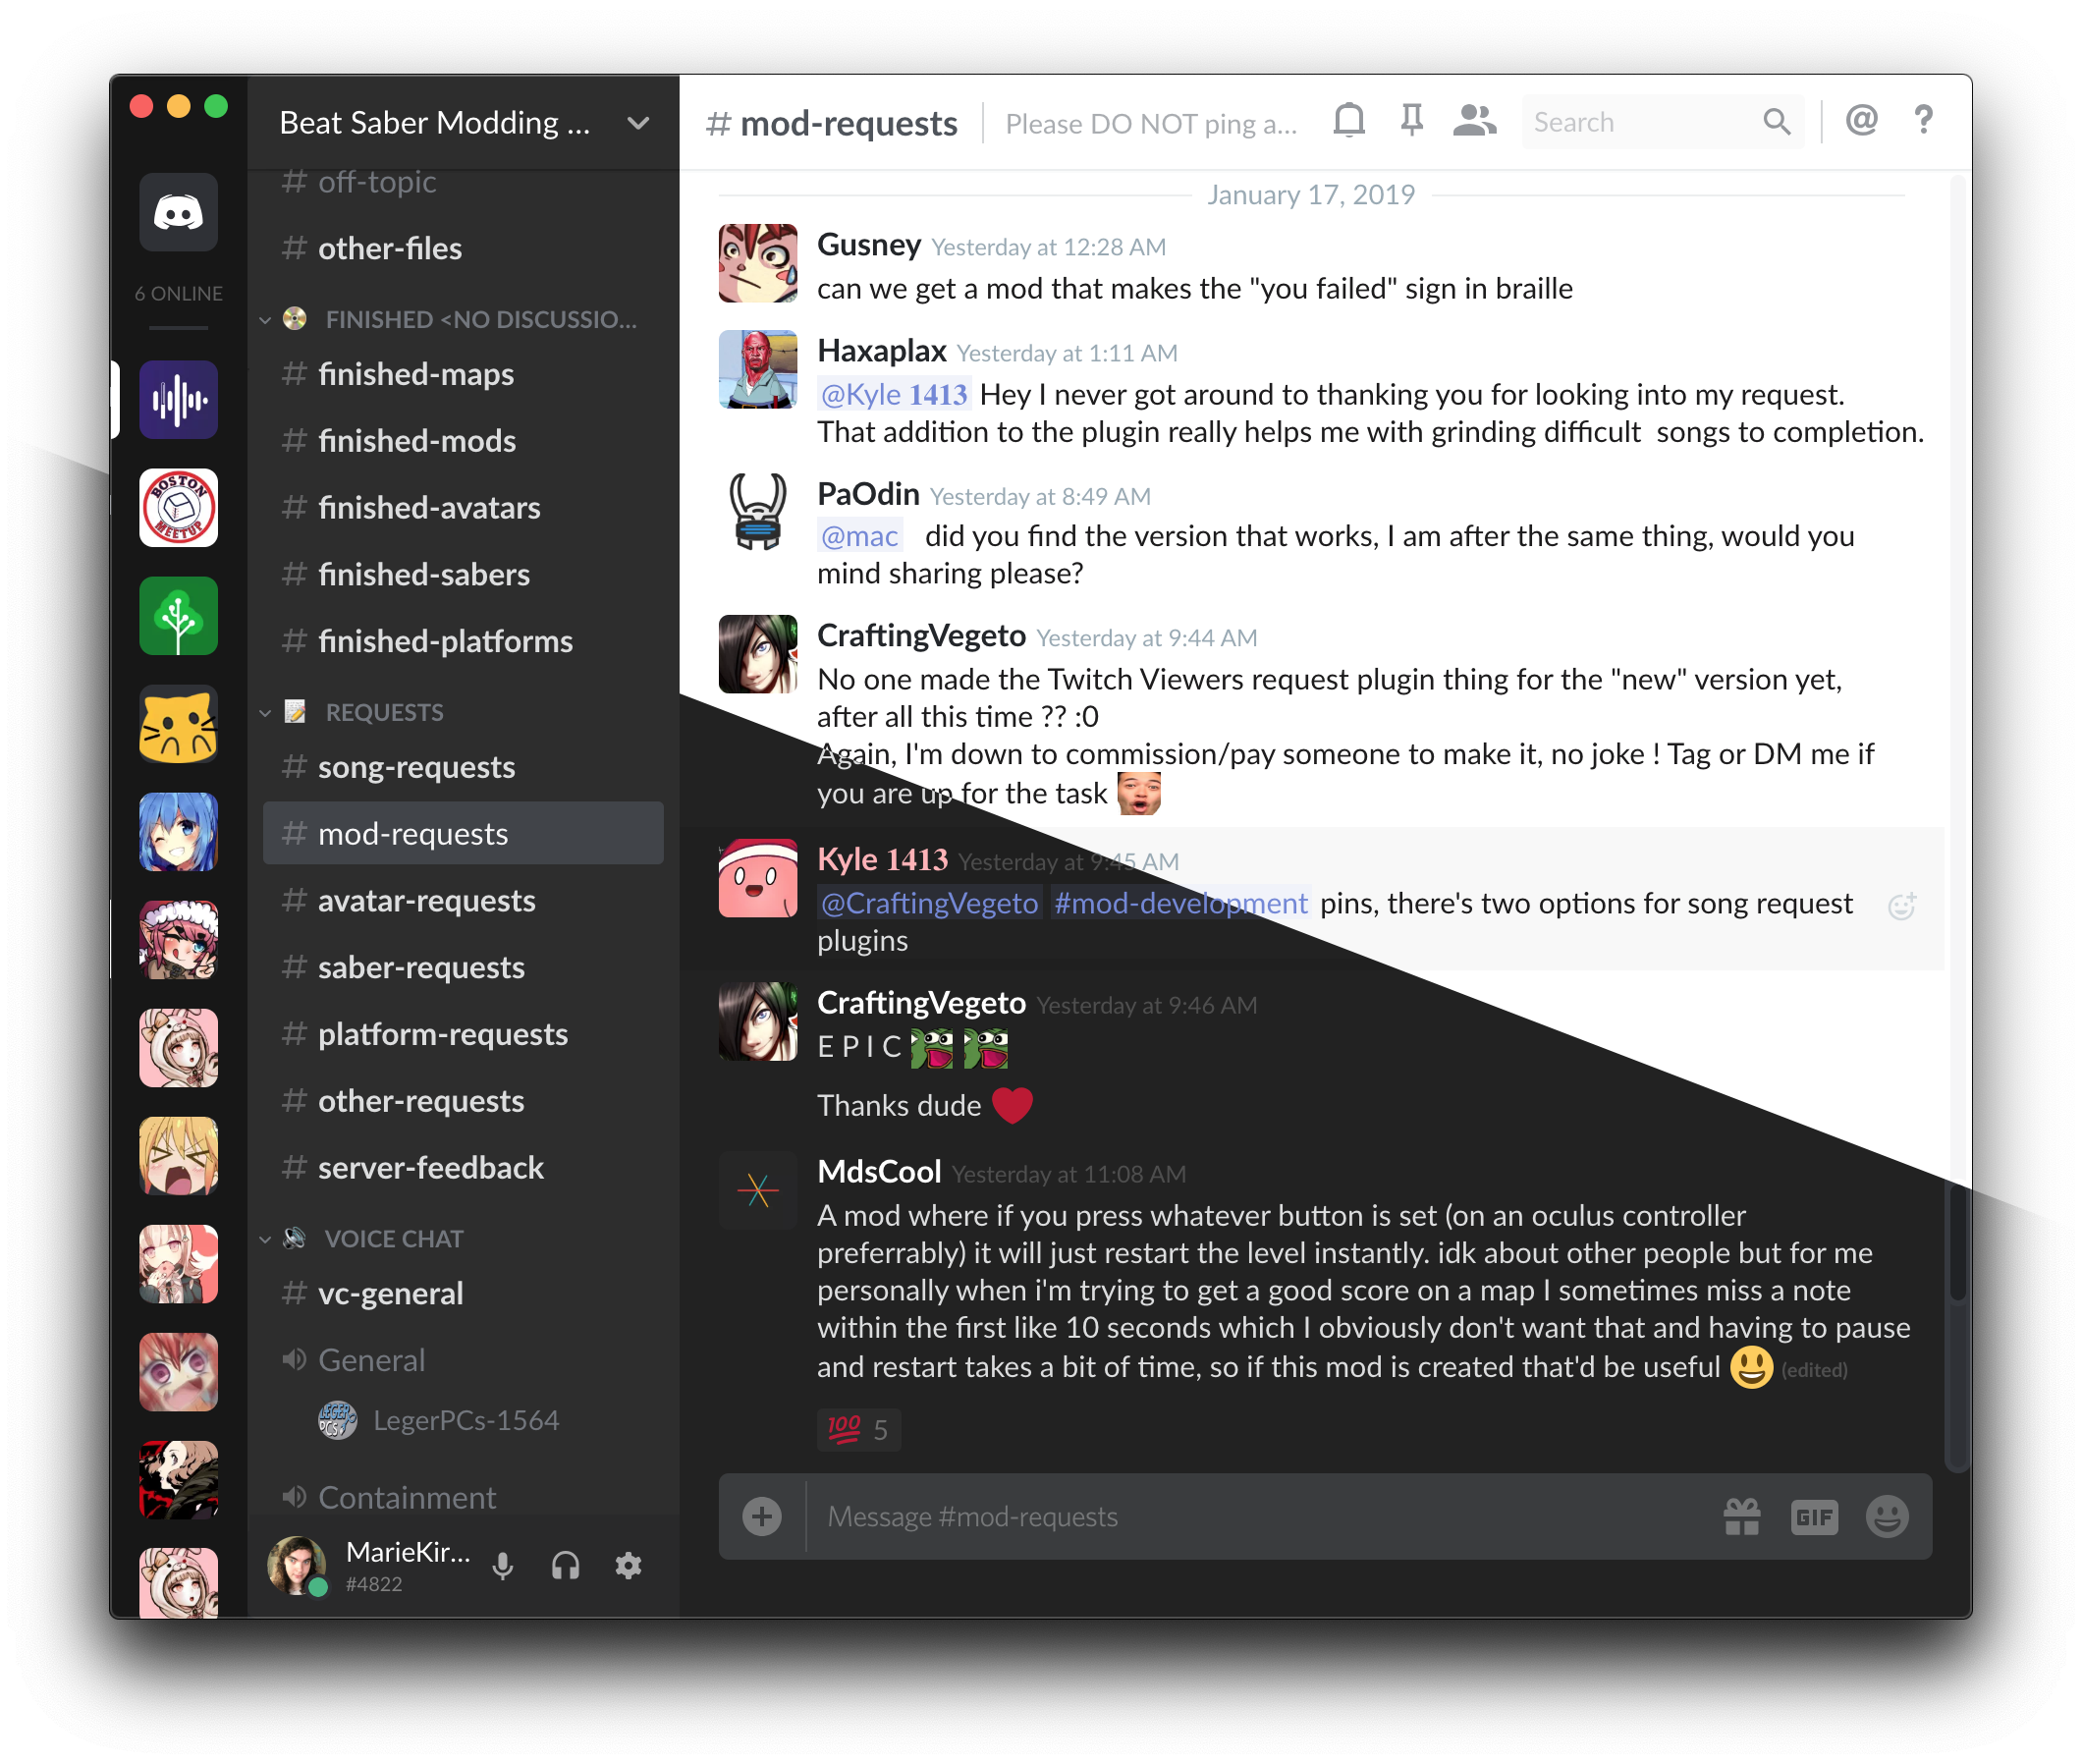 Beat Saber Modding ...
# off-topic
# other-files
6 ONLINE
FINISHED <NO DISCUSSIO...
# finished-maps
# finished-mods
# finished-avatars
# finished-sabers
# finished-platforms
BOSTON
MEETUP
REQUESTS
# song-requests
# mod-requests
# avatar-requests
# saber-requests
# platform-requests
# other-requests
# server-feedback
VOICE CHAT
# vc-general
General
LEGER
PCS
LegerPCs-1564
Containment
MarieKir...
#4822
# mod-requests
Please DO NOT ping a...
Search
@ ?
January 17, 2019
Gusney Yesterday at 12:28 AM
can we get a mod that makes the "you failed" sign in braille
Haxaplax Yesterday at 1:11 AM
@Kyle 1413 Hey I never got around to thanking you for looking into my request.
That addition to the plugin really helps me with grinding difficult  songs to completion.
PaOdin Yesterday at 8:49 AM
@mac   did you find the version that works, I am after the same thing, would you
mind sharing please?
CraftingVegeto Yesterday at 9:44 AM
No one made the Twitch Viewers request plugin thing for the "new" version yet,
after all this time ?? :0
Again, I'm down to commission/pay someone to make it, no joke ! Tag or DM me if
you are up for the task
Kyle 1413 Yesterday at 9:45 AM
@CraftingVegeto #mod-development pins, there's two options for song request
plugins
CraftingVegeto Yesterday at 9:46 AM
E P I C
Thanks dude ❤️
MdsCool Yesterday at 11:08 AM
A mod where if you press whatever button is set (on an oculus controller
preferrably) it will just restart the level instantly. idk about other people but for me
personally when i'm trying to get a good score on a map I sometimes miss a note
within the first like 10 seconds which I obviously don't want that and having to pause
and restart takes a bit of time, so if this mod is created that'd be useful 😃 (edited)
💯 5
Message #mod-requests
GIF